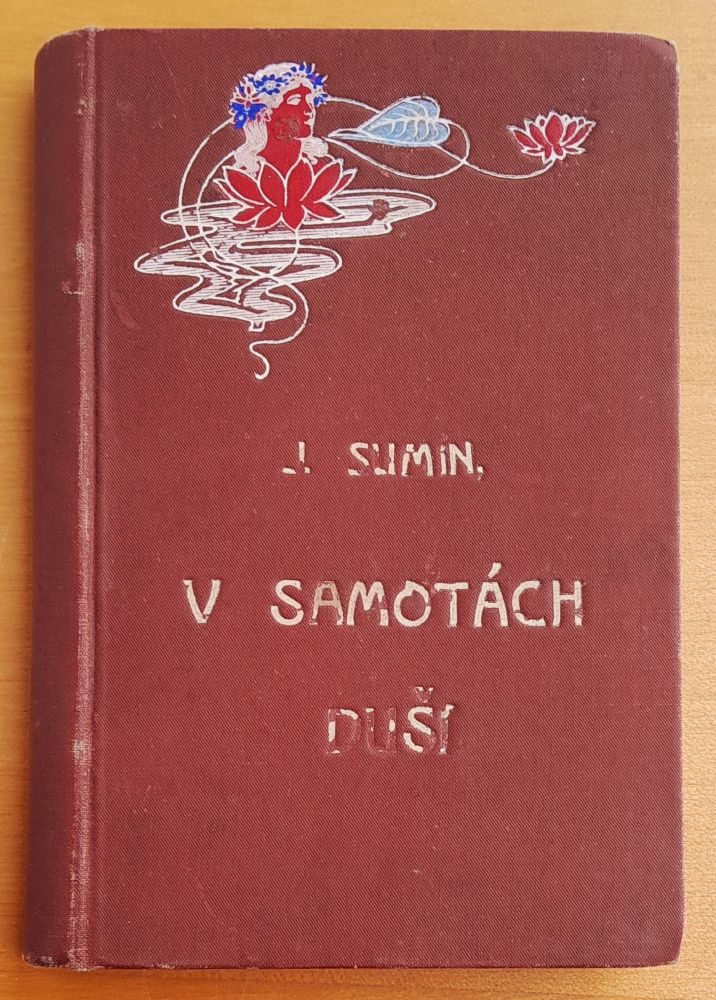 J. SUMIN.
V SAMOTÁCH
DUŠÍ